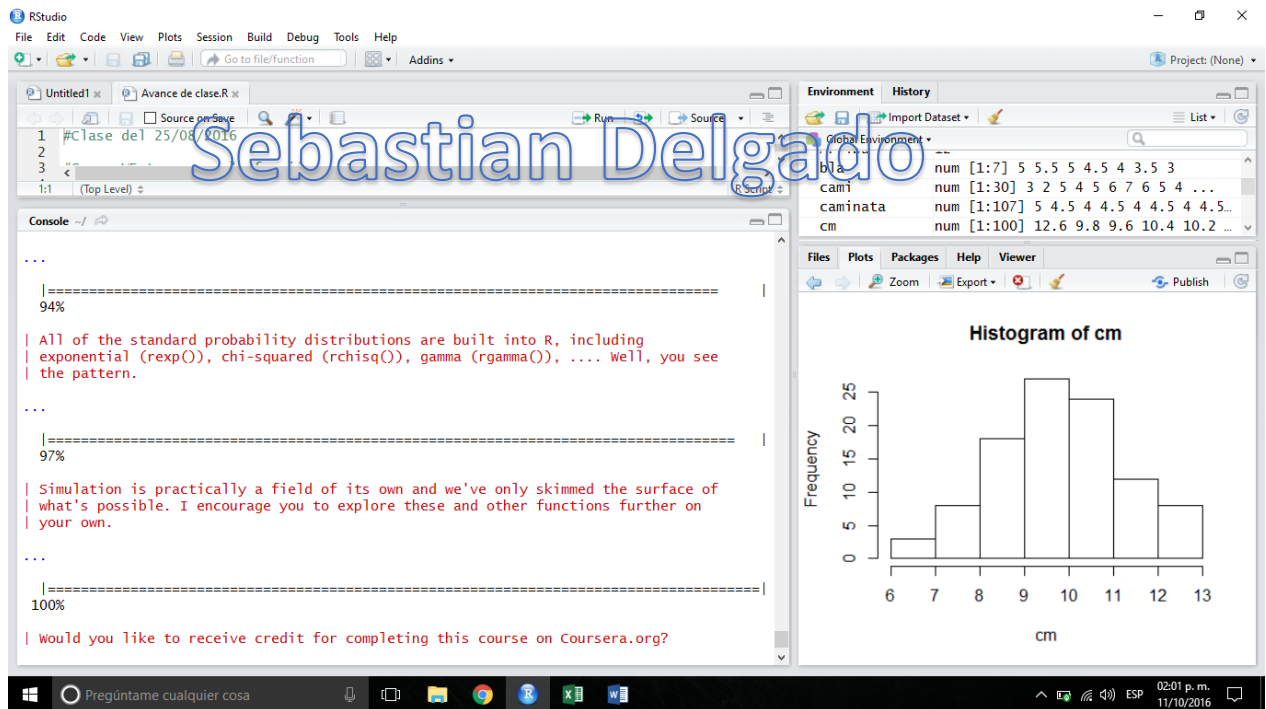 RStudio
File Edit Code View Plots Session Build Debug Tools Help
Go to file/function
Addins
Project: (None)
Untitled1
Avance de clase.R
Source on Save
Run
Source
1 #Clase del 25/08/2016
2
3
1:1 (Top Level)
R Script
Sebastian Delgado
Console ~/
...
|==================================================================================== |
94%
| All of the standard probability distributions are built into R, including
| exponential (rexp()), chi-squared (rchisq()), gamma (rgamma()), .... Well, you see
| the pattern.
...
|====================================================================================== |
97%
| Simulation is practically a field of its own and we've only skimmed the surface of
| what's possible. I encourage you to explore these and other functions further on
| your own.
...
|=========================================================================================|
100%
| Would you like to receive credit for completing this course on Coursera.org?
Environment History
Import Dataset
List
Global Environment
bla num [1:7] 5 5.5 5 4.5 4 3.5 3
cami num [1:30] 3 2 5 4 5 6 7 6 5 4 ...
caminata num [1:107] 5 4.5 4 4.5 4 4.5 4 4.5…
cm num [1:100] 12.6 9.8 9.6 10.4 10.2 …
Files Plots Packages Help Viewer
Zoom Export Publish
Histogram of cm
Frequency
25
20
15
10
5
0
6 7 8 9 10 11 12 13
cm
Pregúntame cualquier cosa
ESP
02:01 p. m.
11/10/2016